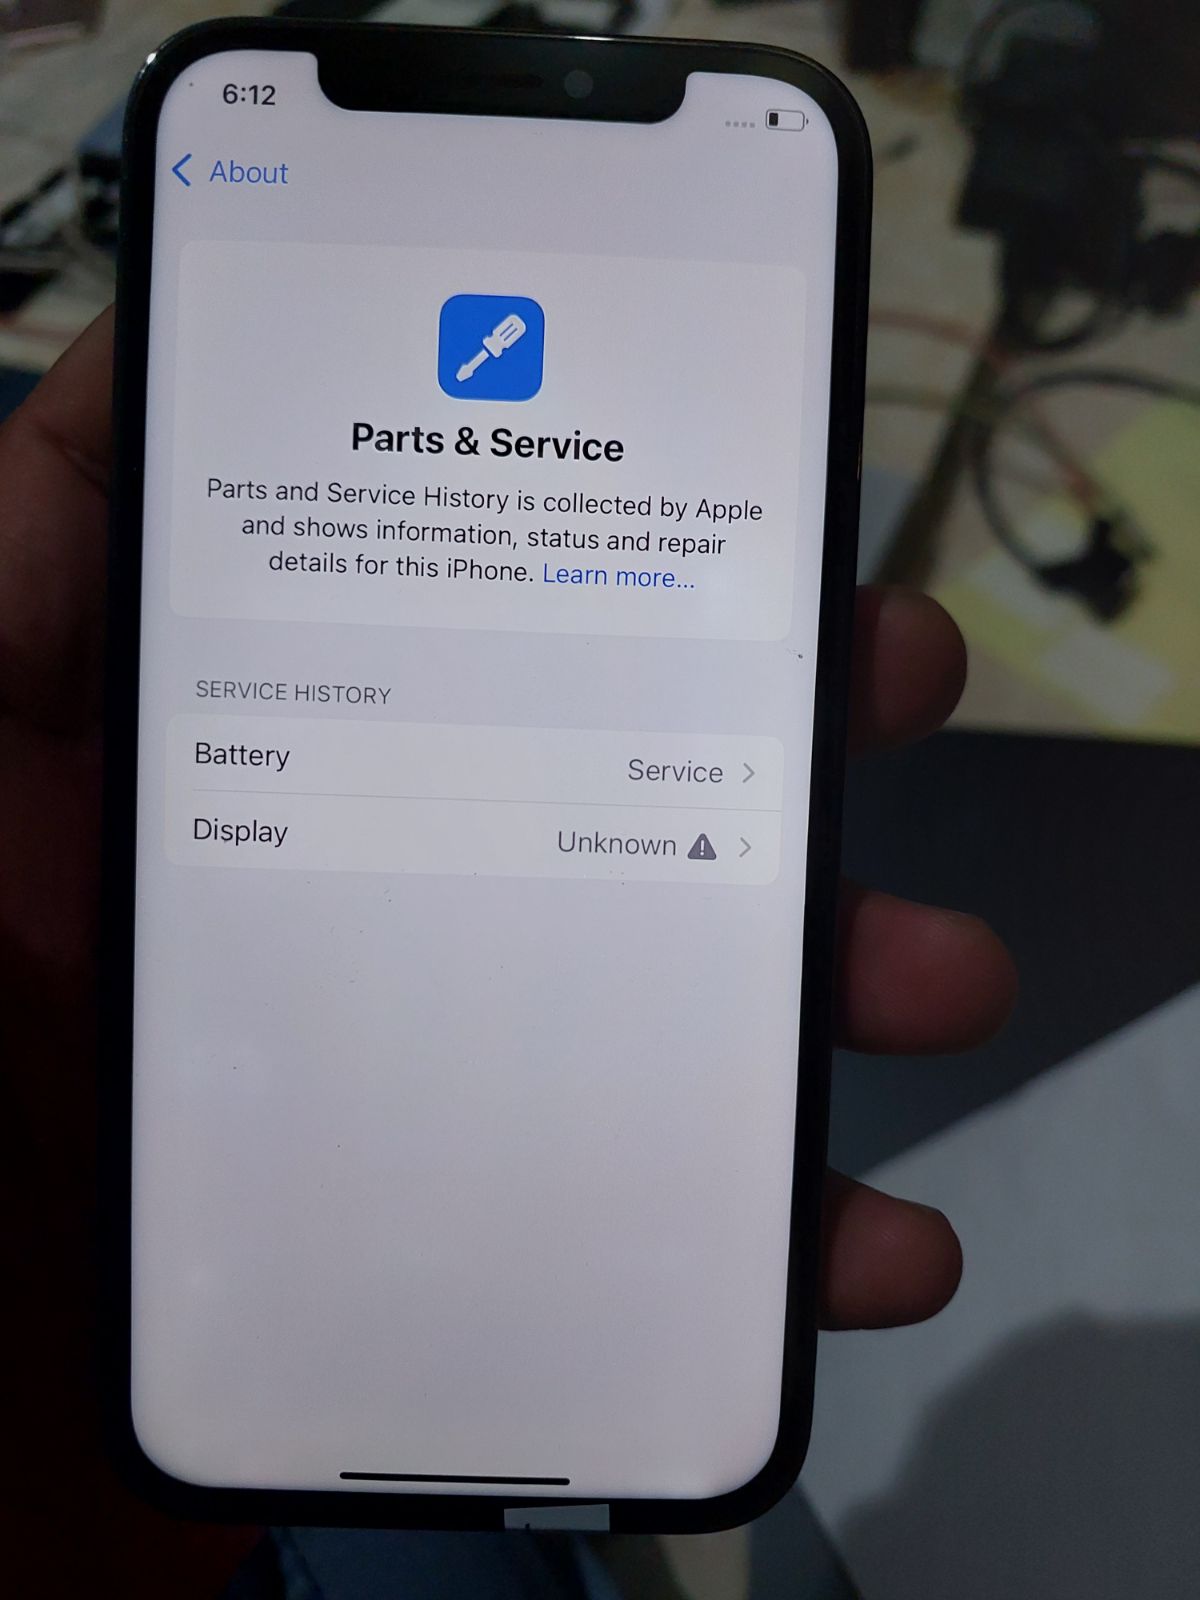 6:12
About
Parts & Service
Parts and Service History is collected by Apple
and shows information, status and repair
details for this iPhone. Learn more...
SERVICE HISTORY
Battery Service
Display Unknown